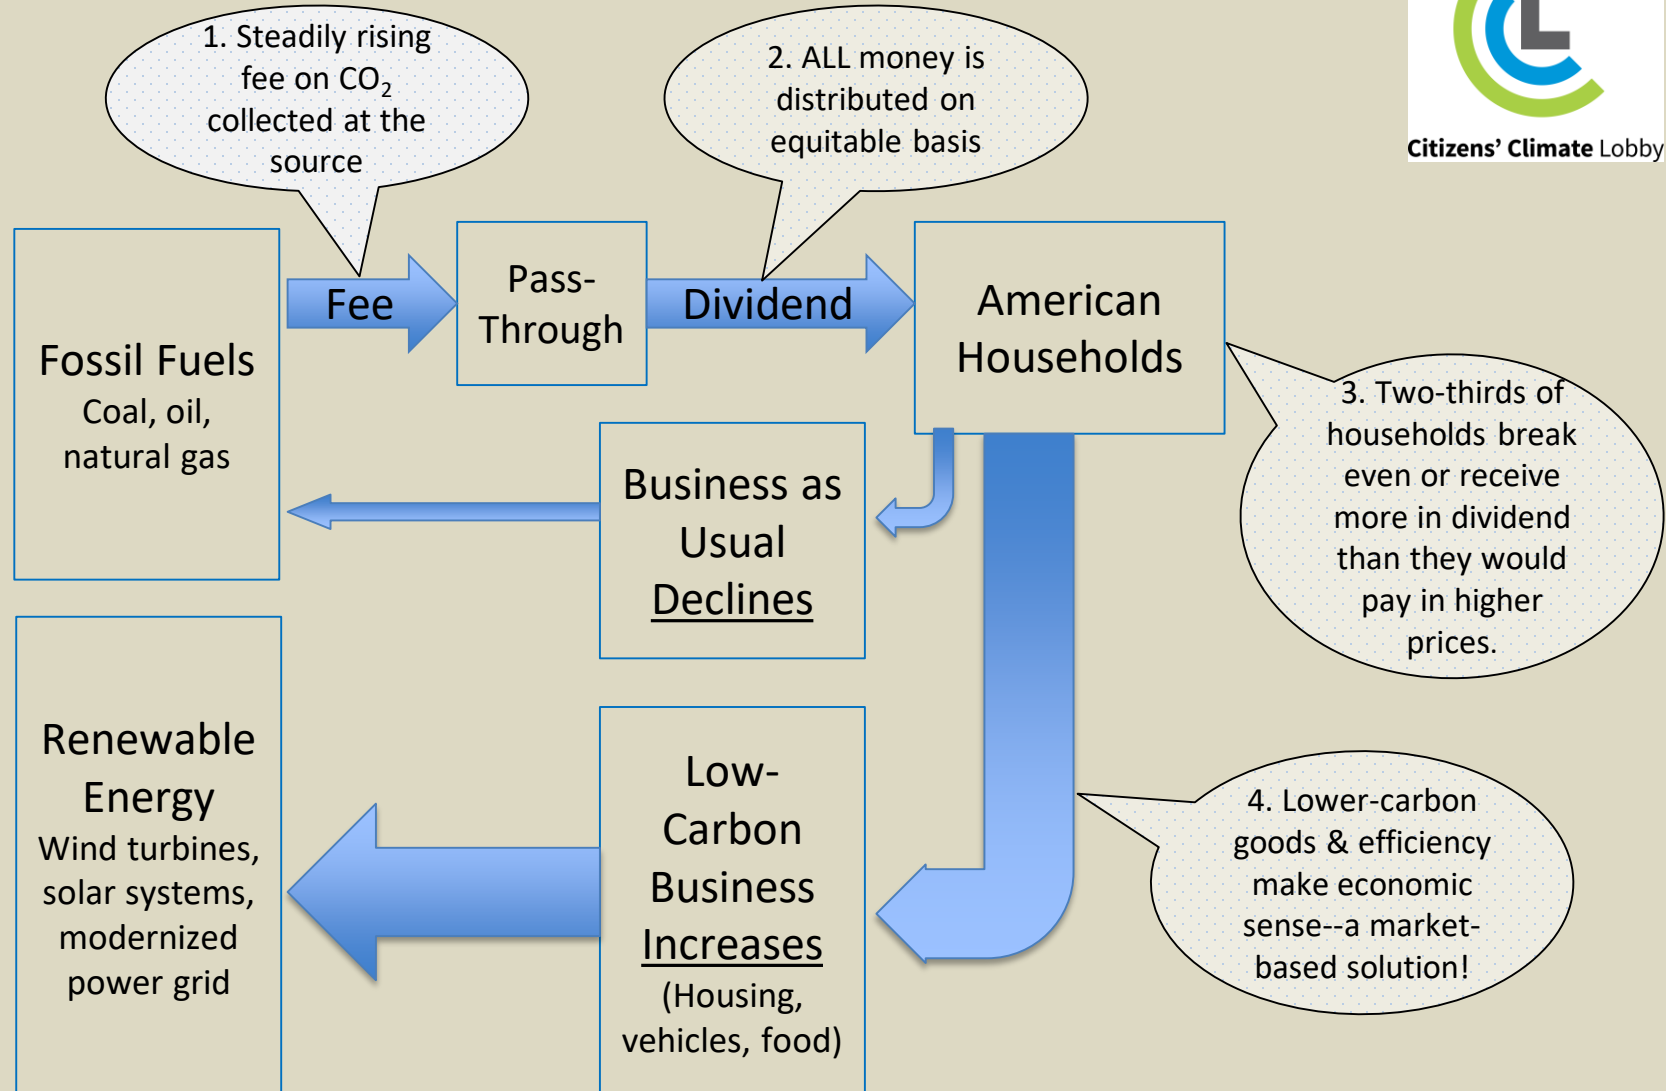 1. Steadily rising
fee on CO₂
collected at the
source
2. ALL money is
distributed on
equitable basis
CCL
Citizens’ Climate Lobby
Fossil Fuels
Coal, oil,
natural gas
Fee
Pass-
Through
Dividend
American
Households
3. Two-thirds of
households break
even or receive
more in dividend
than they would
pay in higher
prices.
Business as
Usual
Declines
Renewable
Energy
Wind turbines,
solar systems,
modernized
power grid
Low-
Carbon
Business
Increases
(Housing,
vehicles, food)
4. Lower-carbon
goods & efficiency
make economic
sense--a market-
based solution!